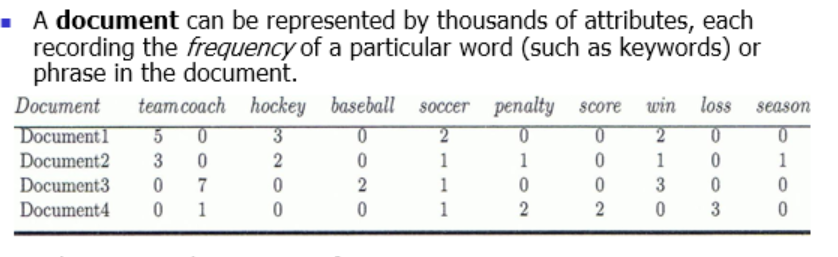 ▪ A document can be represented by thousands of attributes, each
recording the frequency of a particular word (such as keywords) or
phrase in the document.
Document teamcoach hockey baseball soccer penalty score win loss season
Document1 5 0 3 0 2 0 0 2 0 0
Document2 3 0 2 0 1 1 0 1 0 1
Document3 0 7 0 2 1 0 0 3 0 0
Document4 0 1 0 0 1 2 2 0 3 0